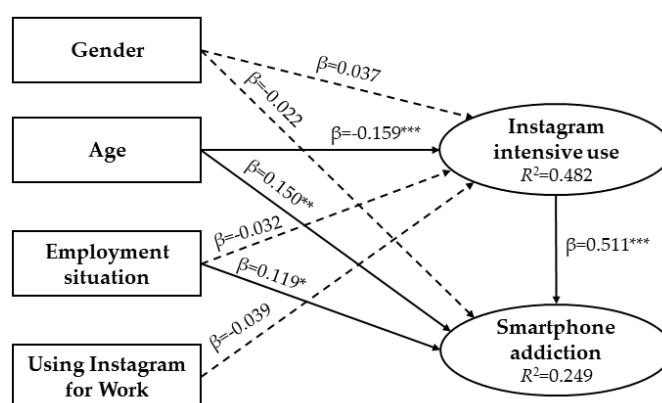 Gender
β=0.037
β=-0.022
Age
β=-0.159***
Instagram
intensive use
R²=0.482
β=0.150**
β=-0.032
Employment
situation
β=0.511***
β=0.119*
β=-0.039
Smartphone
addiction
R²=0.249
Using Instagram
for Work